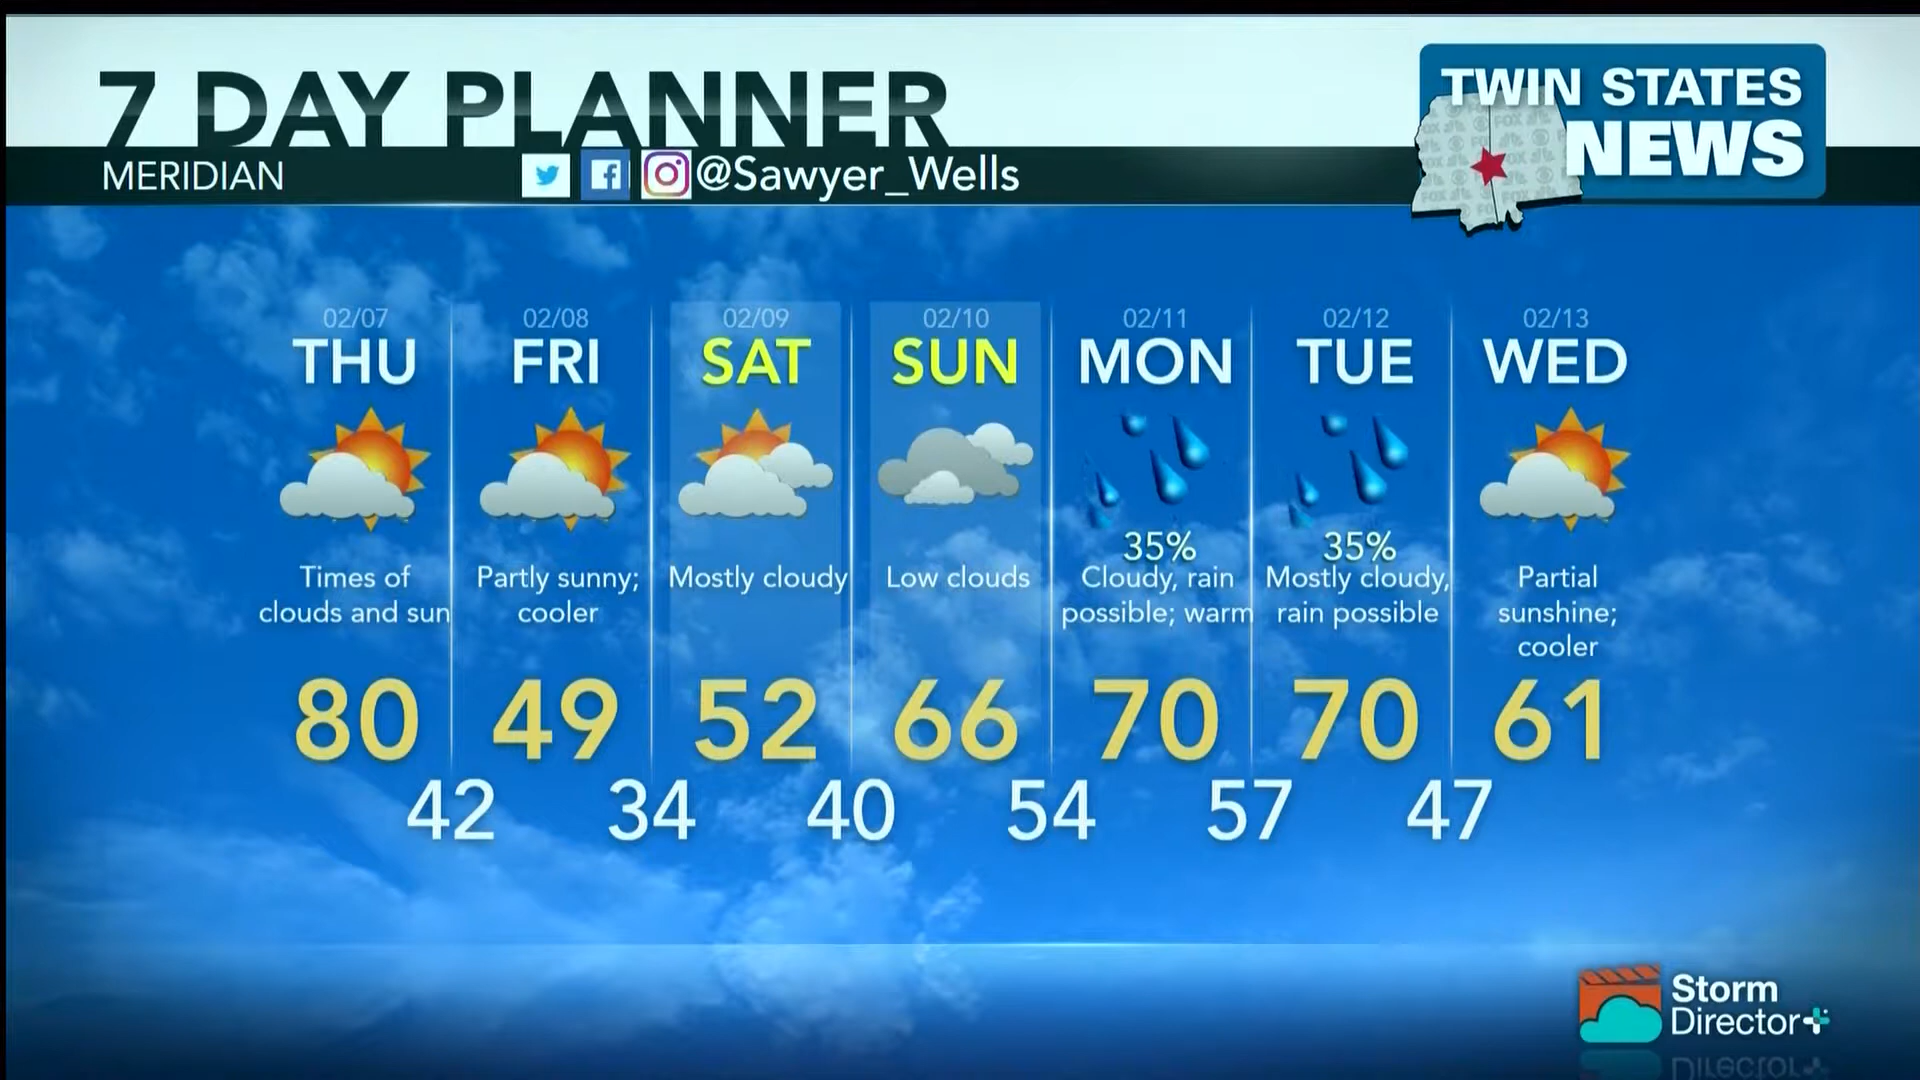 7 DAY PLANNER
MERIDIAN
@Sawyer_Wells
TWIN STATES
NEWS
02/07 02/08 02/09 02/10 02/11 02/12 02/13
THU FRI SAT SUN MON TUE WED
35% 35%
Times of clouds and sun
Partly sunny; cooler
Mostly cloudy
Low clouds
Cloudy, rain possible; warm
Mostly cloudy, rain possible
Partial sunshine; cooler
80 49 52 66 70 70 61
42 34 40 54 57 47
Storm
Director+